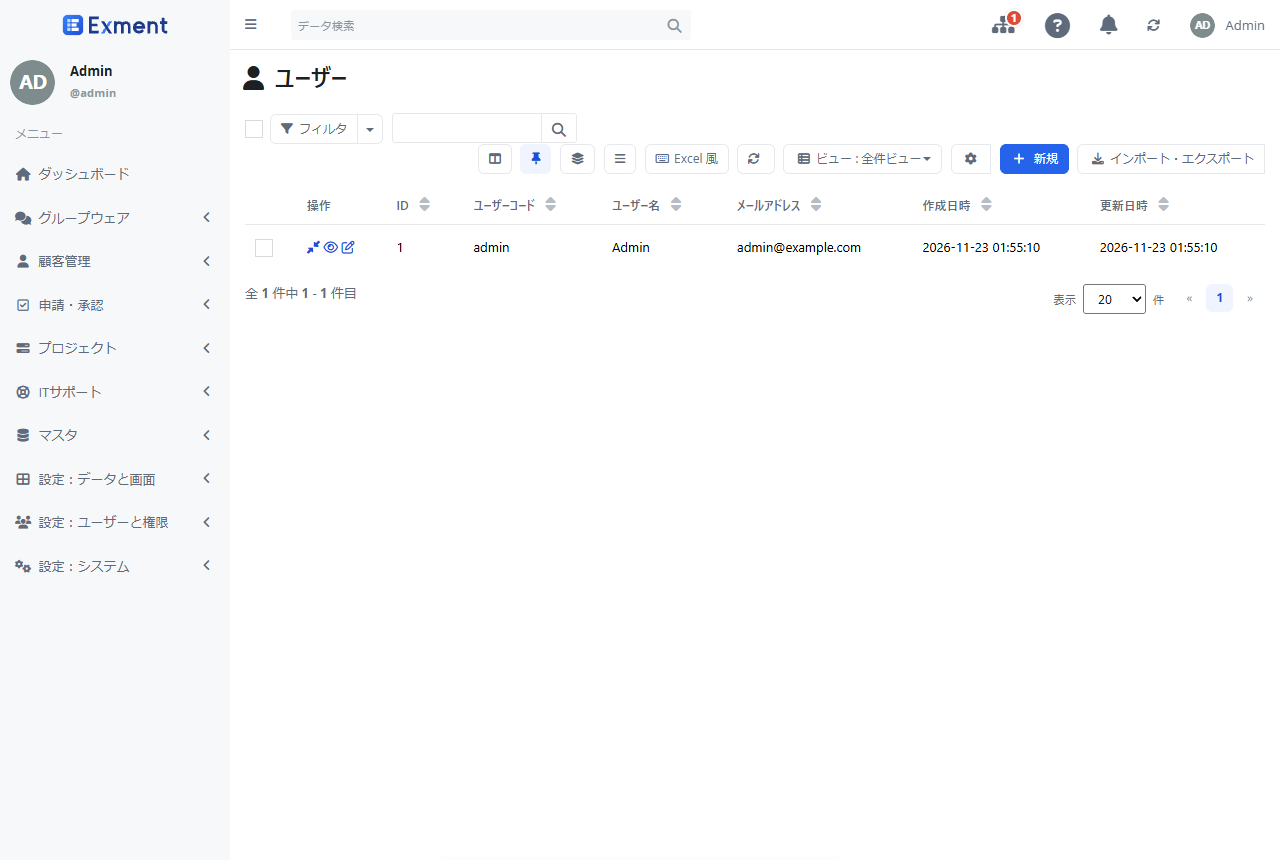 Exment
データ検索
1
?
AD Admin
AD
Admin
@admin
メニュー
ダッシュボード
グループウェア
顧客管理
申請・承認
プロジェクト
ITサポート
マスタ
設定：データと画面
設定：ユーザーと権限
設定：システム
ユーザー
フィルタ
Excel 風
ビュー : 全件ビュー
新規
インポート・エクスポート
操作 ID ユーザーコード ユーザー名 メールアドレス 作成日時 更新日時
1 admin Admin admin@example.com 2026-11-23 01:55:10 2026-11-23 01:55:10
全 1 件中 1 - 1 件目
表示 20 件 « 1 »